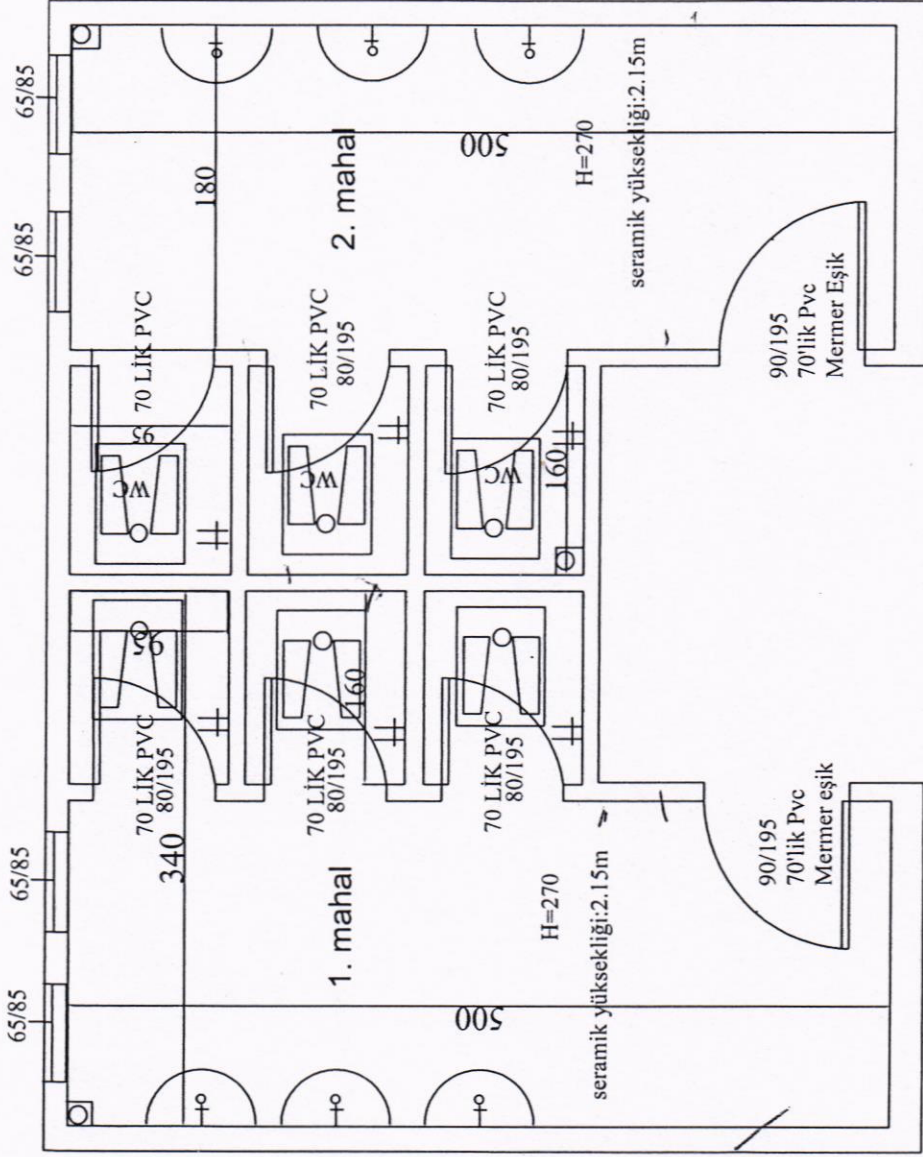 65/85
65/85
65/85
65/85
70 LİK PVC
180
95
WC
2. mahal
500
70 LİK PVC
80/195
WC
70 LİK PVC
80/195
WC
160
H=270
seramik yüksekliği:2.15m
90/195
70'lik Pvc
Mermer Eşik
70 LİK PVC
80/195
95
340
1. mahal
500
70 LİK PVC
80/195
160
70 LİK PVC
80/195
H=270
seramik yüksekliği:2.15m
90/195
70'lik Pvc
Mermer eşik